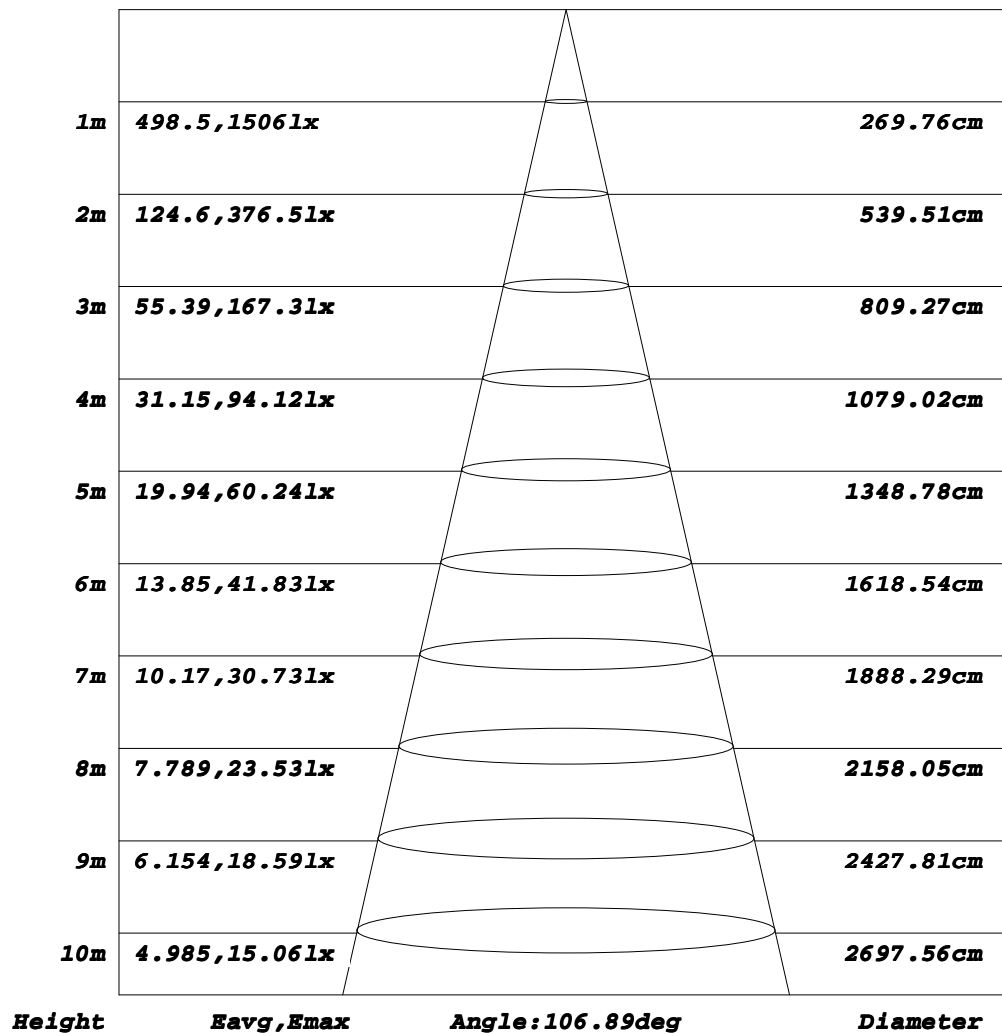 1m 498.5,1506lx 269.76cm
2m 124.6,376.5lx 539.51cm
3m 55.39,167.3lx 809.27cm
4m 31.15,94.12lx 1079.02cm
5m 19.94,60.24lx 1348.78cm
6m 13.85,41.83lx 1618.54cm
7m 10.17,30.73lx 1888.29cm
8m 7.789,23.53lx 2158.05cm
9m 6.154,18.59lx 2427.81cm
10m 4.985,15.06lx 2697.56cm
Height Eavg,Emax Angle:106.89deg Diameter